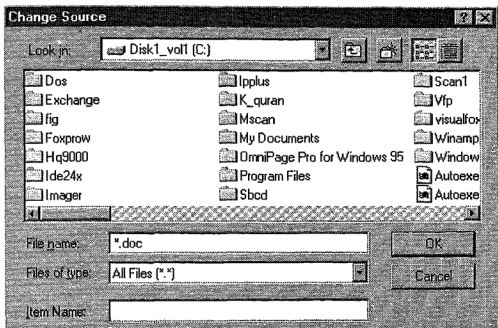 Change Source
Look in: Disk1_vol1 (C:)
Dos Ipplus Scan1
Exchange K_quran Vfp
fig Mscan visualfox
Foxprow My Documents Winamp
Hq9000 OmniPage Pro for Windows 95 Window
Ide24x Program Files Autoexe
Imager Sbcd Autoexe
File name: *.doc OK
Files of type: All Files (*.*) Cancel
Item Name: